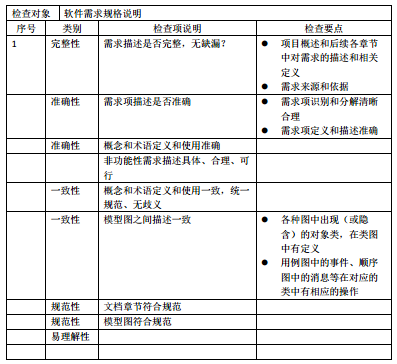 检查对象 软件需求规格说明
序号 类别 检查项说明 检查要点
1 完整性 需求描述是否完整，无缺漏？ ● 项目概述和后续各章节
中对需求的描述和相关
定义
● 需求来源和依据
准确性 需求项描述是否准确 ● 需求项识别和分解清晰
合理
● 需求项定义和描述准确
准确性 概念和术语定义和使用准确
非功能性需求描述具体、合理、可
行
一致性 概念和术语定义和使用一致，统一
规范、无歧义
一致性 模型图之间描述一致 ● 各种图中出现（或隐
含）的对象类，在类图
中有定义
● 用例图中的事件、顺序
图中的消息等在对应的
类中有相应的操作
规范性 文档章节符合规范
规范性 模型图符合规范
易理解性